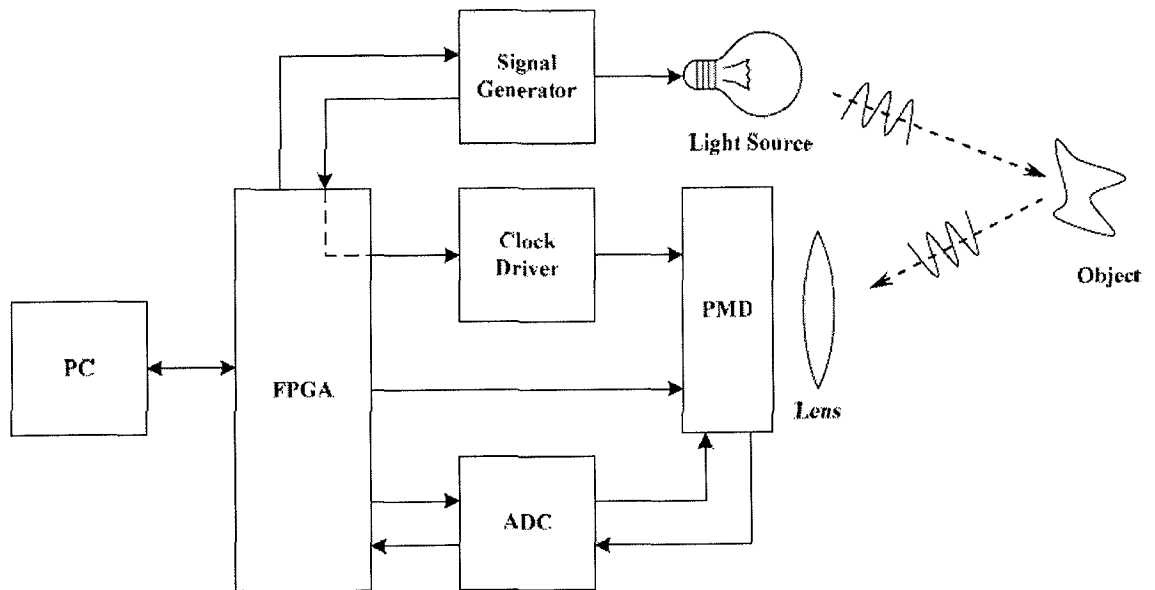 Signal
Generator
Light Source
Clock
Driver
PMD
Object
PC
FPGA
Lens
ADC